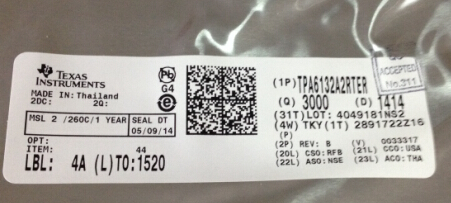 TEXAS
INSTRUMENTS
MADE IN: Thailand
2DC: 2Q:
MSL 2 /260C/1 YEAR
SEAL DT
05/09/14
OPT:
ITEM: 44
LBL: 4A (L)TO:1520
Pb
G4
e
(1P) TPA6132A2RTER
(Q) 3000 (D) 1414
(31T) LOT: 4049181NS2
(4W) TKY(1T) 2891722Z16
(P)
(2P) REV: B (V) 0033317
(20L) CSO:RFB (21L) CCO:USA
(22L) ASO:NSE (23L) ACO:THA
ACCEPTED
No.311